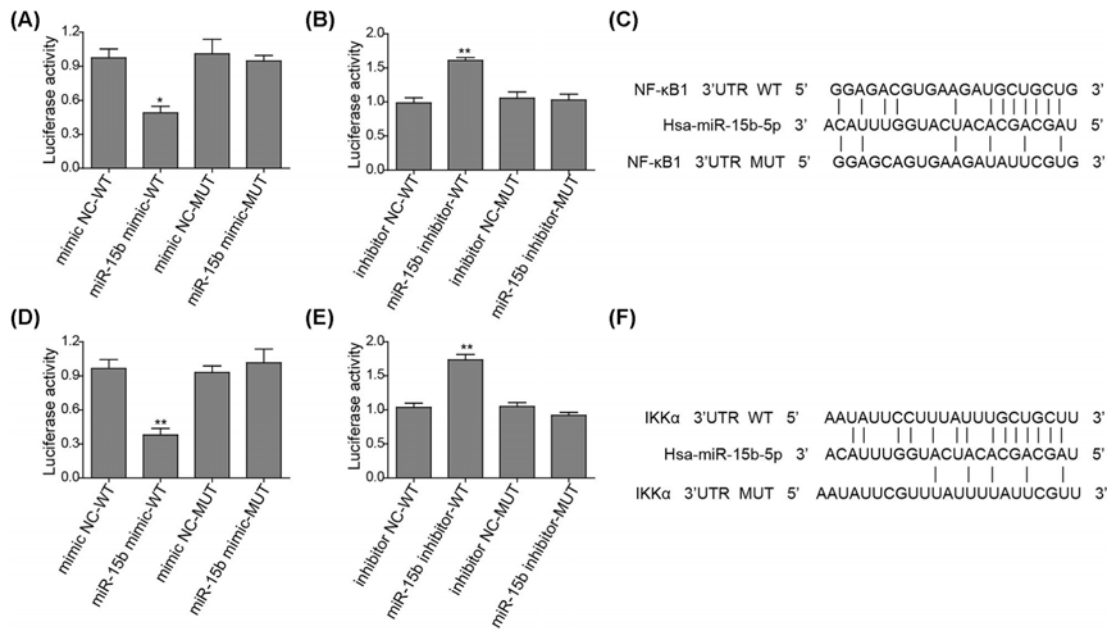 (A)
Luciferase activity
1.2
0.9
0.6
0.3
0.0
*
mimic NC-WT
miR-15b mimic-WT
mimic NC-MUT
miR-15b mimic-MUT
(B)
Luciferase activity
2.0
1.5
1.0
0.5
0.0
**
inhibitor NC-WT
miR-15b inhibitor-WT
inhibitor NC-MUT
miR-15b inhibitor-MUT
(C)
NF-κB1 3'UTR WT 5' GGAGACGUGAAGAUGCUGCUG 3'
Hsa-miR-15b-5p 3' ACAUUUGGUACUACACGACGAU 5'
NF-κB1 3'UTR MUT 5' GGAGCAGUGAAGAUAUUCGUG 3'
(D)
Luciferase activity
1.2
0.9
0.6
0.3
0.0
**
mimic NC-WT
miR-15b mimic-WT
mimic NC-MUT
miR-15b mimic-MUT
(E)
Luciferase activity
2.0
1.5
1.0
0.5
0.0
**
inhibitor NC-WT
miR-15b inhibitor-WT
inhibitor NC-MUT
miR-15b inhibitor-MUT
(F)
IKKα 3'UTR WT 5' AAUAUUCCUUUAUUUGCUGCUU 3'
Hsa-miR-15b-5p 3' ACAUUUGGUACUACACGACGAU 5'
IKKα 3'UTR MUT 5' AAUAUUCGUUUAUUUUAUUCGUU 3'